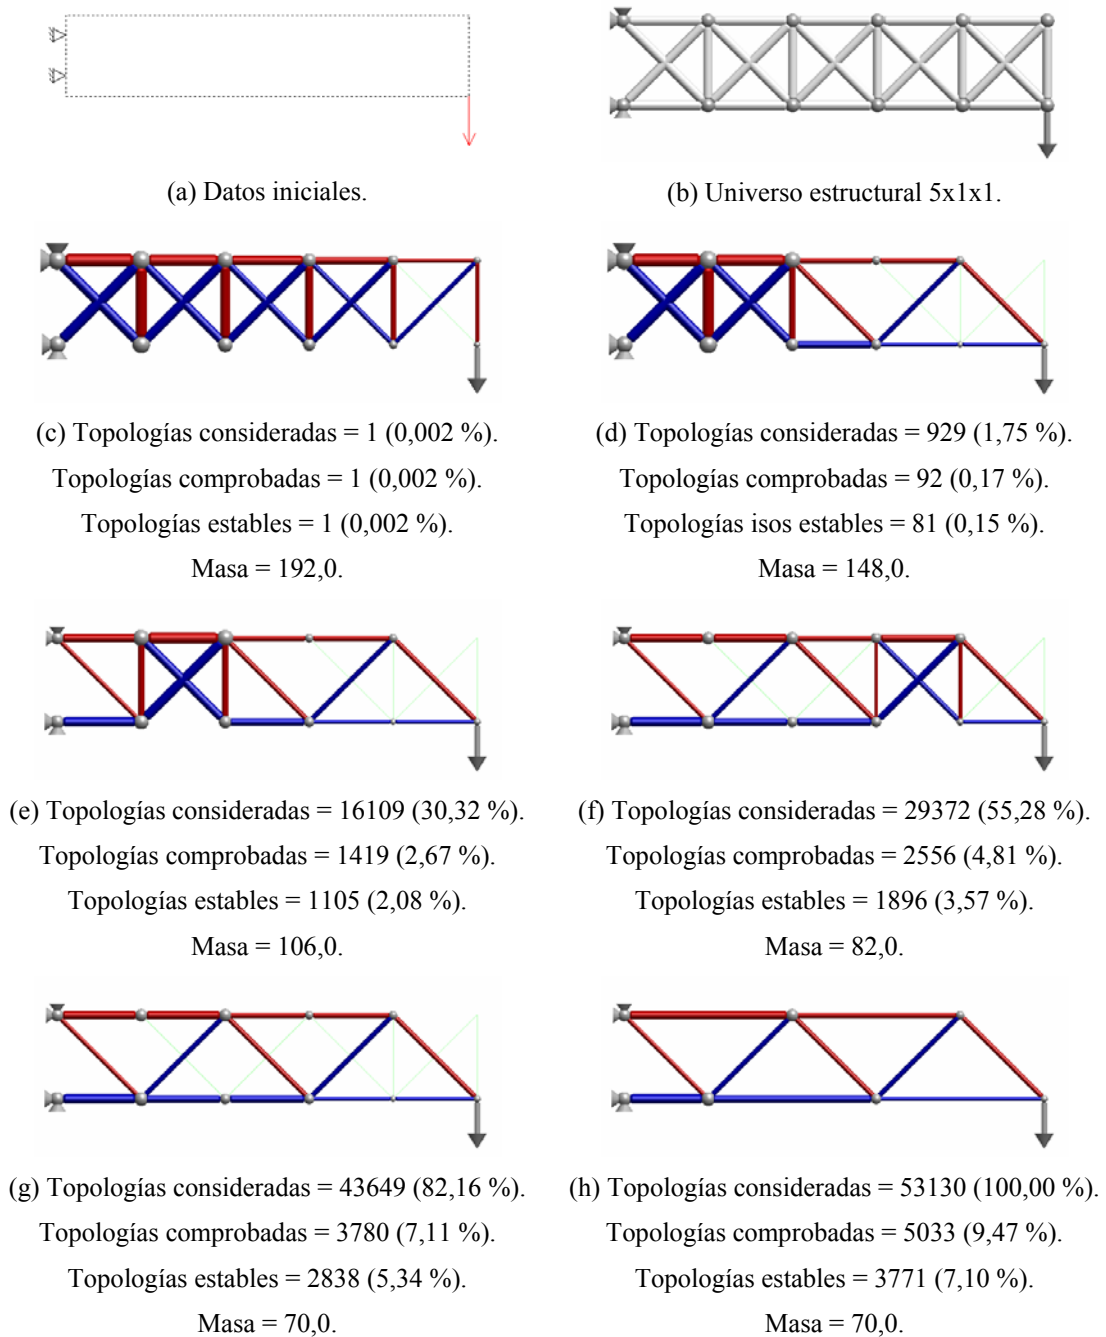 (a) Datos iniciales.
(b) Universo estructural 5x1x1.
(c) Topologías consideradas = 1 (0,002 %).
Topologías comprobadas = 1 (0,002 %).
Topologías estables = 1 (0,002 %).
Masa = 192,0.
(d) Topologías consideradas = 929 (1,75 %).
Topologías comprobadas = 92 (0,17 %).
Topologías isos estables = 81 (0,15 %).
Masa = 148,0.
(e) Topologías consideradas = 16109 (30,32 %).
Topologías comprobadas = 1419 (2,67 %).
Topologías estables = 1105 (2,08 %).
Masa = 106,0.
(f) Topologías consideradas = 29372 (55,28 %).
Topologías comprobadas = 2556 (4,81 %).
Topologías estables = 1896 (3,57 %).
Masa = 82,0.
(g) Topologías consideradas = 43649 (82,16 %).
Topologías comprobadas = 3780 (7,11 %).
Topologías estables = 2838 (5,34 %).
Masa = 70,0.
(h) Topologías consideradas = 53130 (100,00 %).
Topologías comprobadas = 5033 (9,47 %).
Topologías estables = 3771 (7,10 %).
Masa = 70,0.